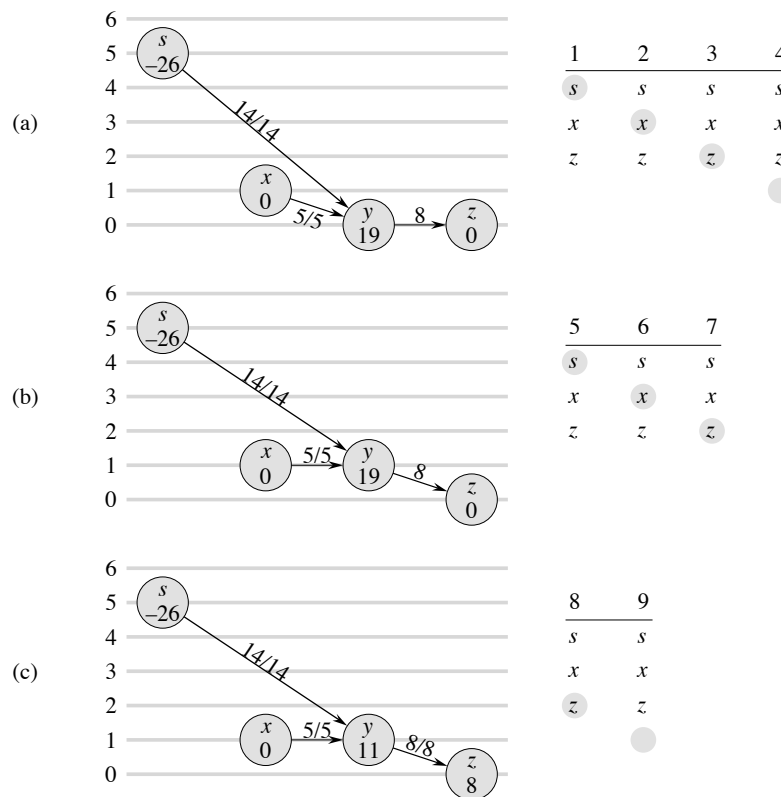 6
5
4
3
2
1
0
(a)
s
–26
14/14
x
0
5/5
y
19
8
z
0
1 2 3 4
s s s s
x x x x
z z z z
6
5
4
3
2
1
0
(b)
s
–26
14/14
x
0
5/5
y
19
8
z
0
5 6 7
s s s
x x x
z z z
6
5
4
3
2
1
0
(c)
s
–26
14/14
x
0
5/5
y
11
8/8
z
8
8 9
s s
x x
z z